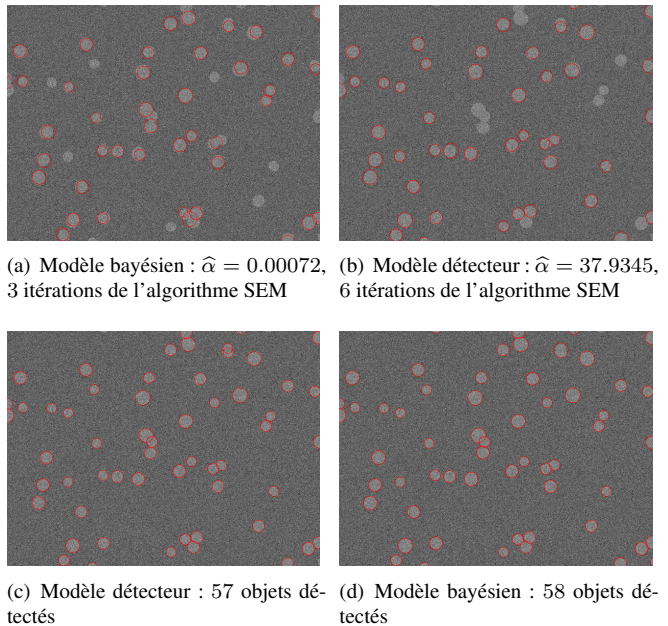 (a) Modèle bayésien : α̂ = 0.00072,
3 itérations de l'algorithme SEM
(b) Modèle détecteur : α̂ = 37.9345,
6 itérations de l'algorithme SEM
(c) Modèle détecteur : 57 objets dé-
tectés
(d) Modèle bayésien : 58 objets dé-
tectés